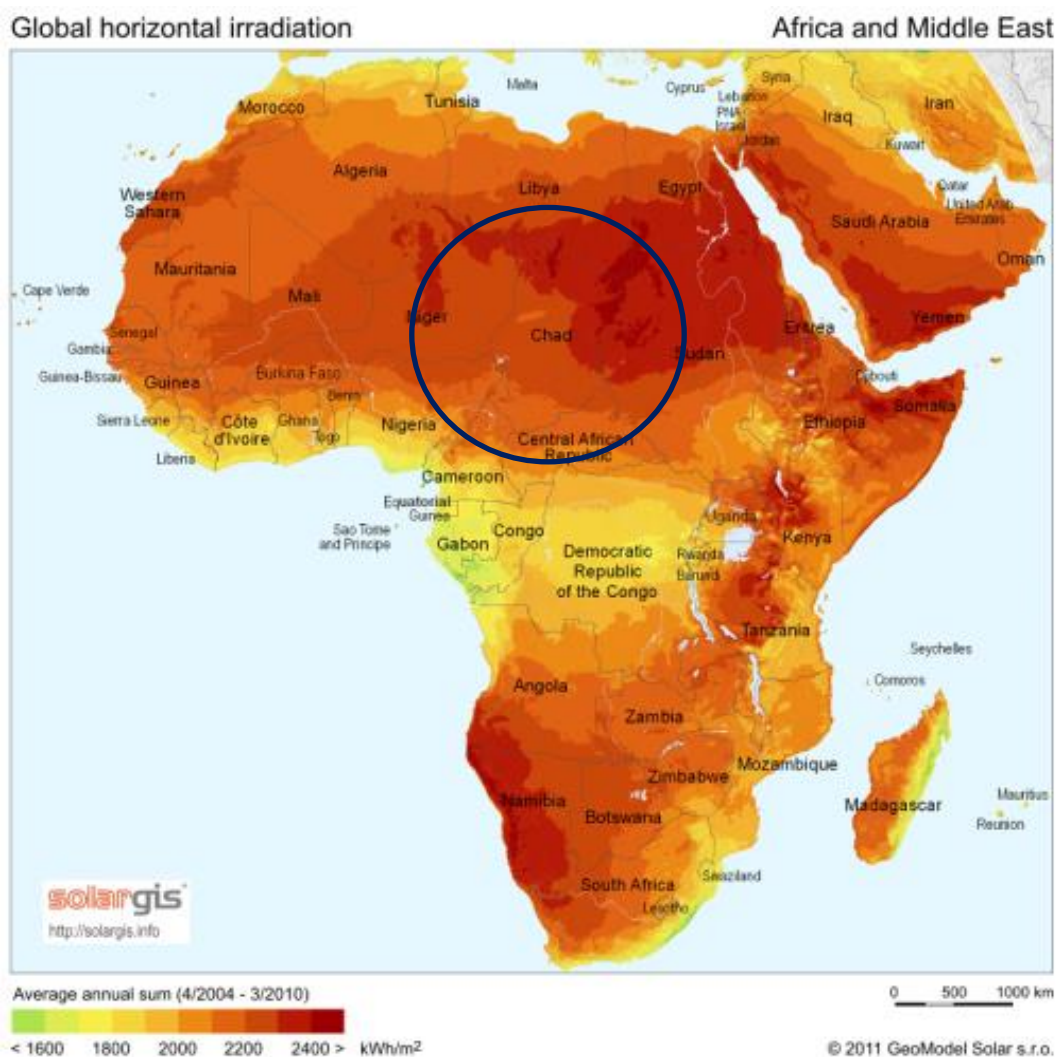 Global horizontal irradiation
Africa and Middle East
Malta
Cyprus
Syria
Lebanon
PNA
Israel
Jordan
Iraq
Iran
Kuwait
Morocco
Tunisia
Algeria
Libya
Egypt
Qatar
United Arab
Emirates
Western
Sahara
Saudi Arabia
Oman
Mauritania
Cape Verde
Mali
Niger
Chad
Sudan
Eritrea
Yemen
Senegal
Gambia
Guinea-Bissau
Guinea
Burkina Faso
Benin
Djibouti
Somalia
Sierra Leone
Côte
d'Ivoire
Ghana
Togo
Nigeria
Ethiopia
Liberia
Central African
Republic
Cameroon
Equatorial
Guinea
Sao Tome
and Principe
Gabon
Congo
Uganda
Kenya
Democratic
Republic
of the Congo
Rwanda
Burundi
Tanzania
Seychelles
Comoros
Angola
Zambia
Mozambique
Zimbabwe
Namibia
Botswana
Madagascar
Mauritius
Reunion
South Africa
Swaziland
Lesotho
solargis
http://solargis.info
Average annual sum (4/2004 - 3/2010)
0 500 1000 km
< 1600 1800 2000 2200 2400 > kWh/m²
© 2011 GeoModel Solar s.r.o.